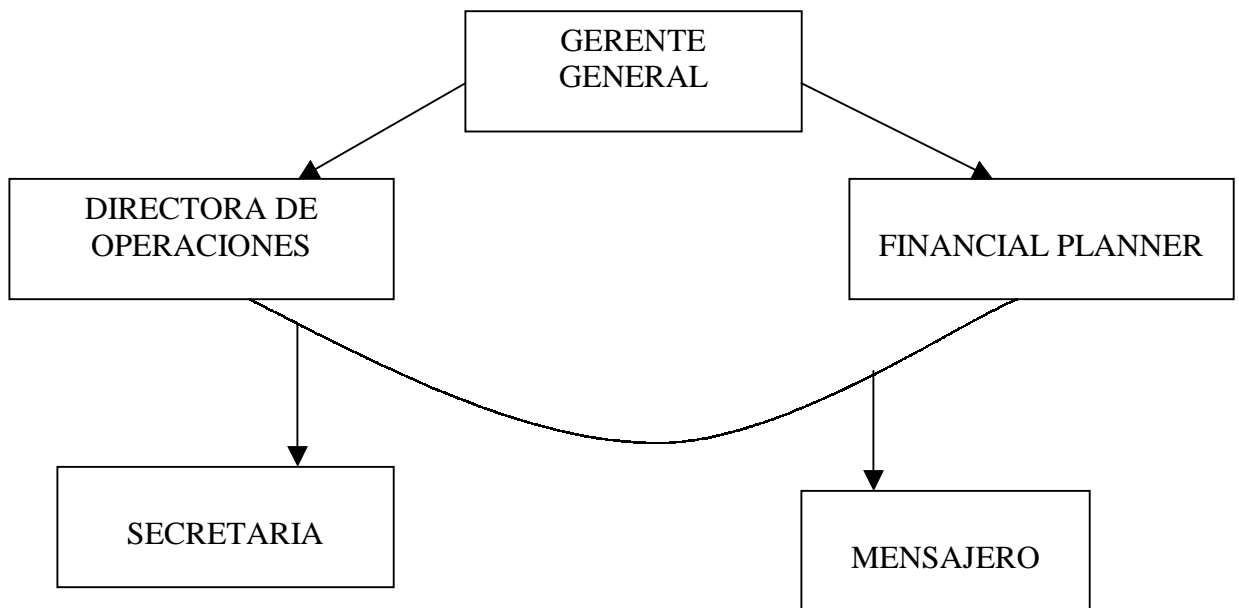 GERENTE
GENERAL
DIRECTORA DE
OPERACIONES
FINANCIAL PLANNER
SECRETARIA
MENSAJERO